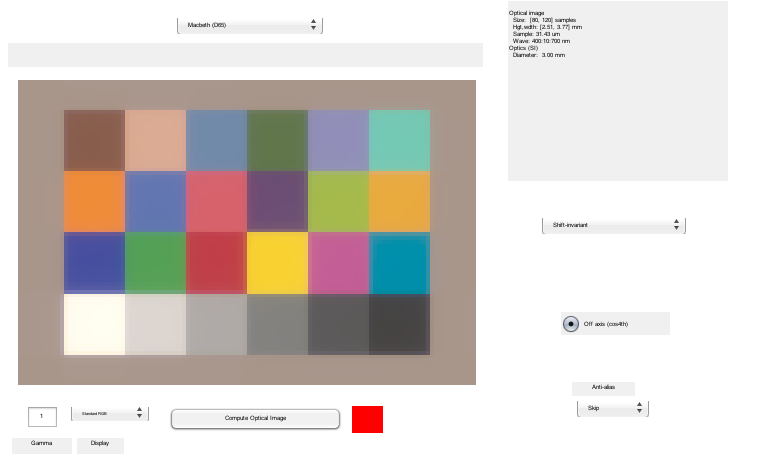 Macbeth (D65)
Optical image
Size: [80, 120] samples
Hgt,wdth: [2.51, 3.77] mm
Sample: 31.43 um
Wave: 400:10:700 nm
Optics (SI)
Diameter: 3.00 mm
Shift-invariant
Off axis (cos4th)
Anti-alias
Skip
1
Standard RGB
Compute Optical Image
Gamma
Display